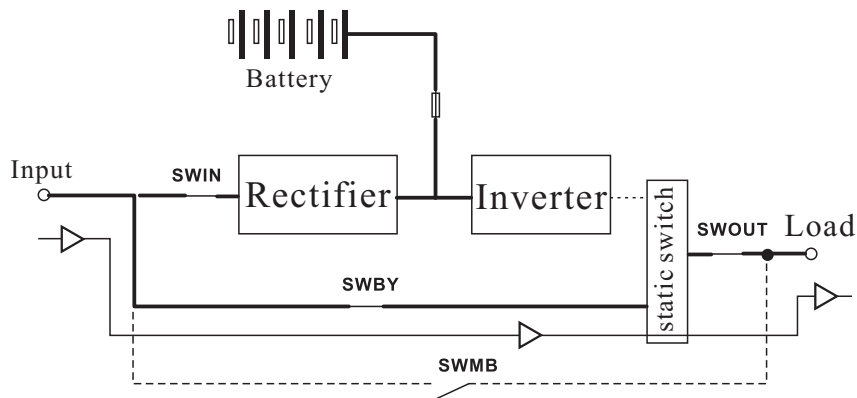 Battery
Input
SWIN
Rectifier
Inverter
static switch
SWOUT
Load
SWBY
SWMB